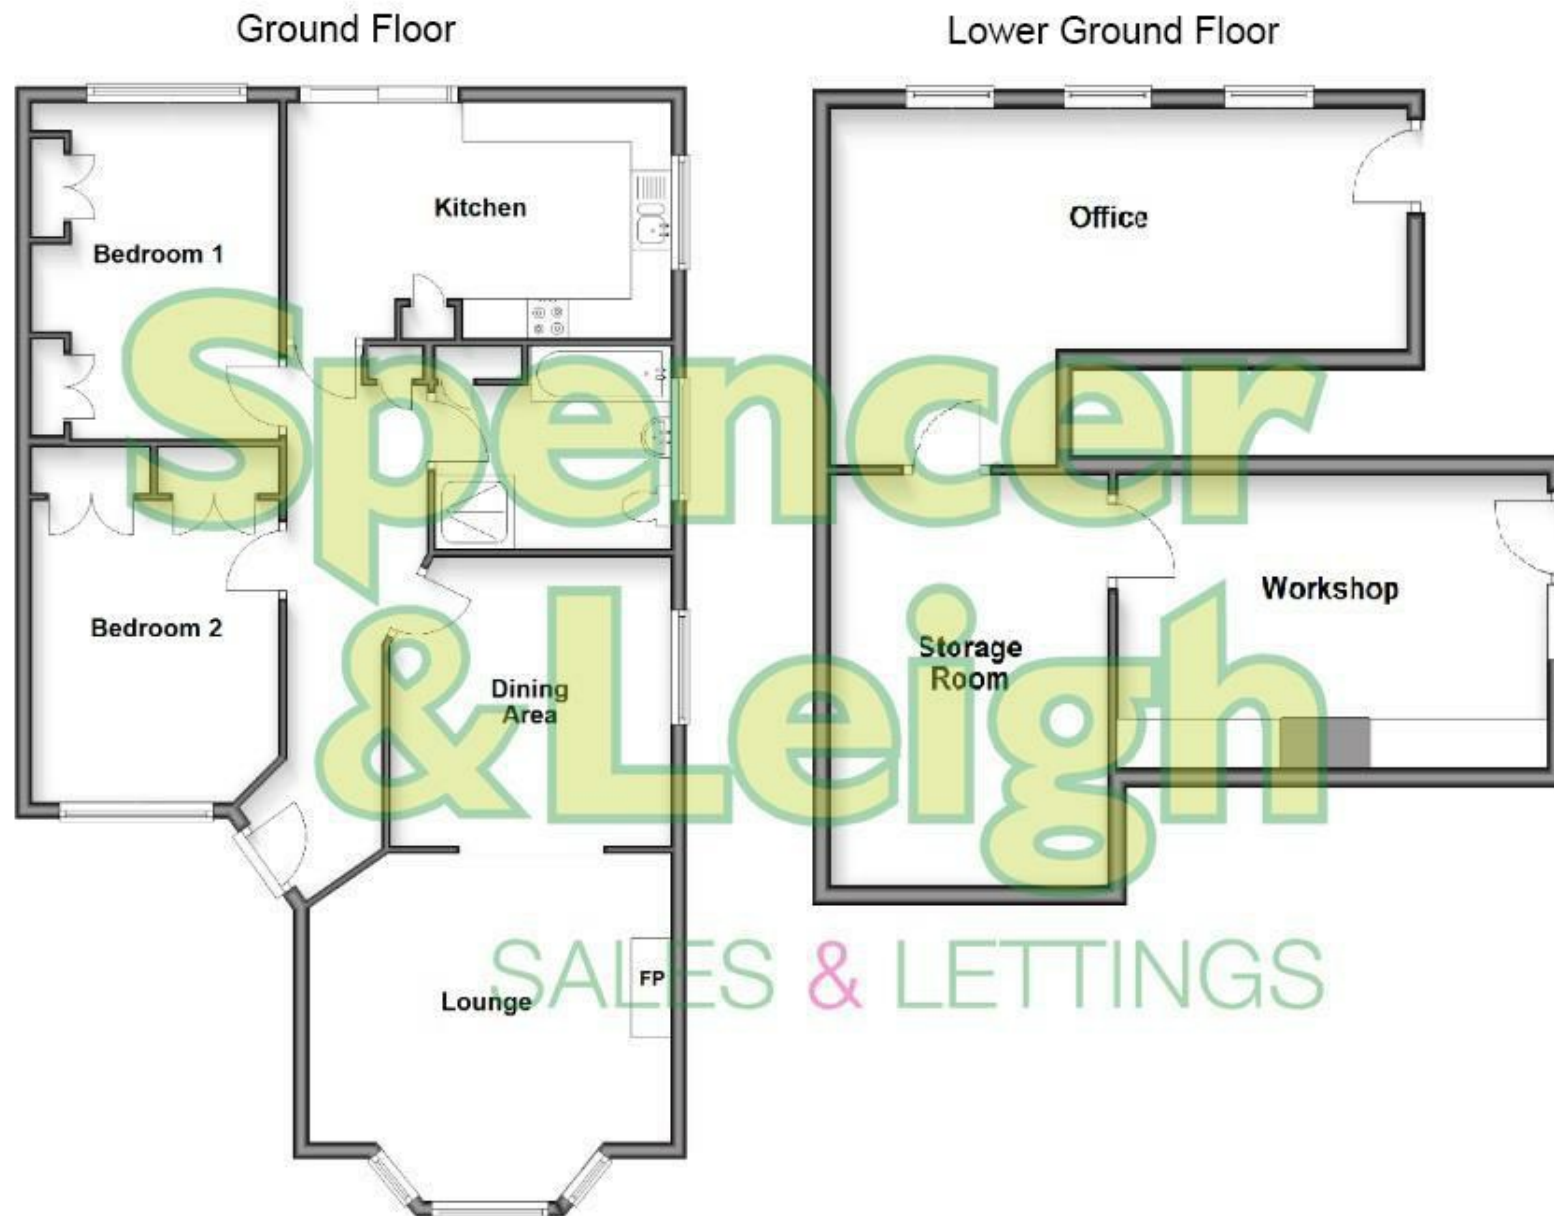 Ground Floor
Lower Ground Floor
Kitchen
Bedroom 1
Office
Bedroom 2
Dining
Area
Storage
Room
Workshop
Lounge
FP
Spencer
&Leigh
SALES & LETTINGS